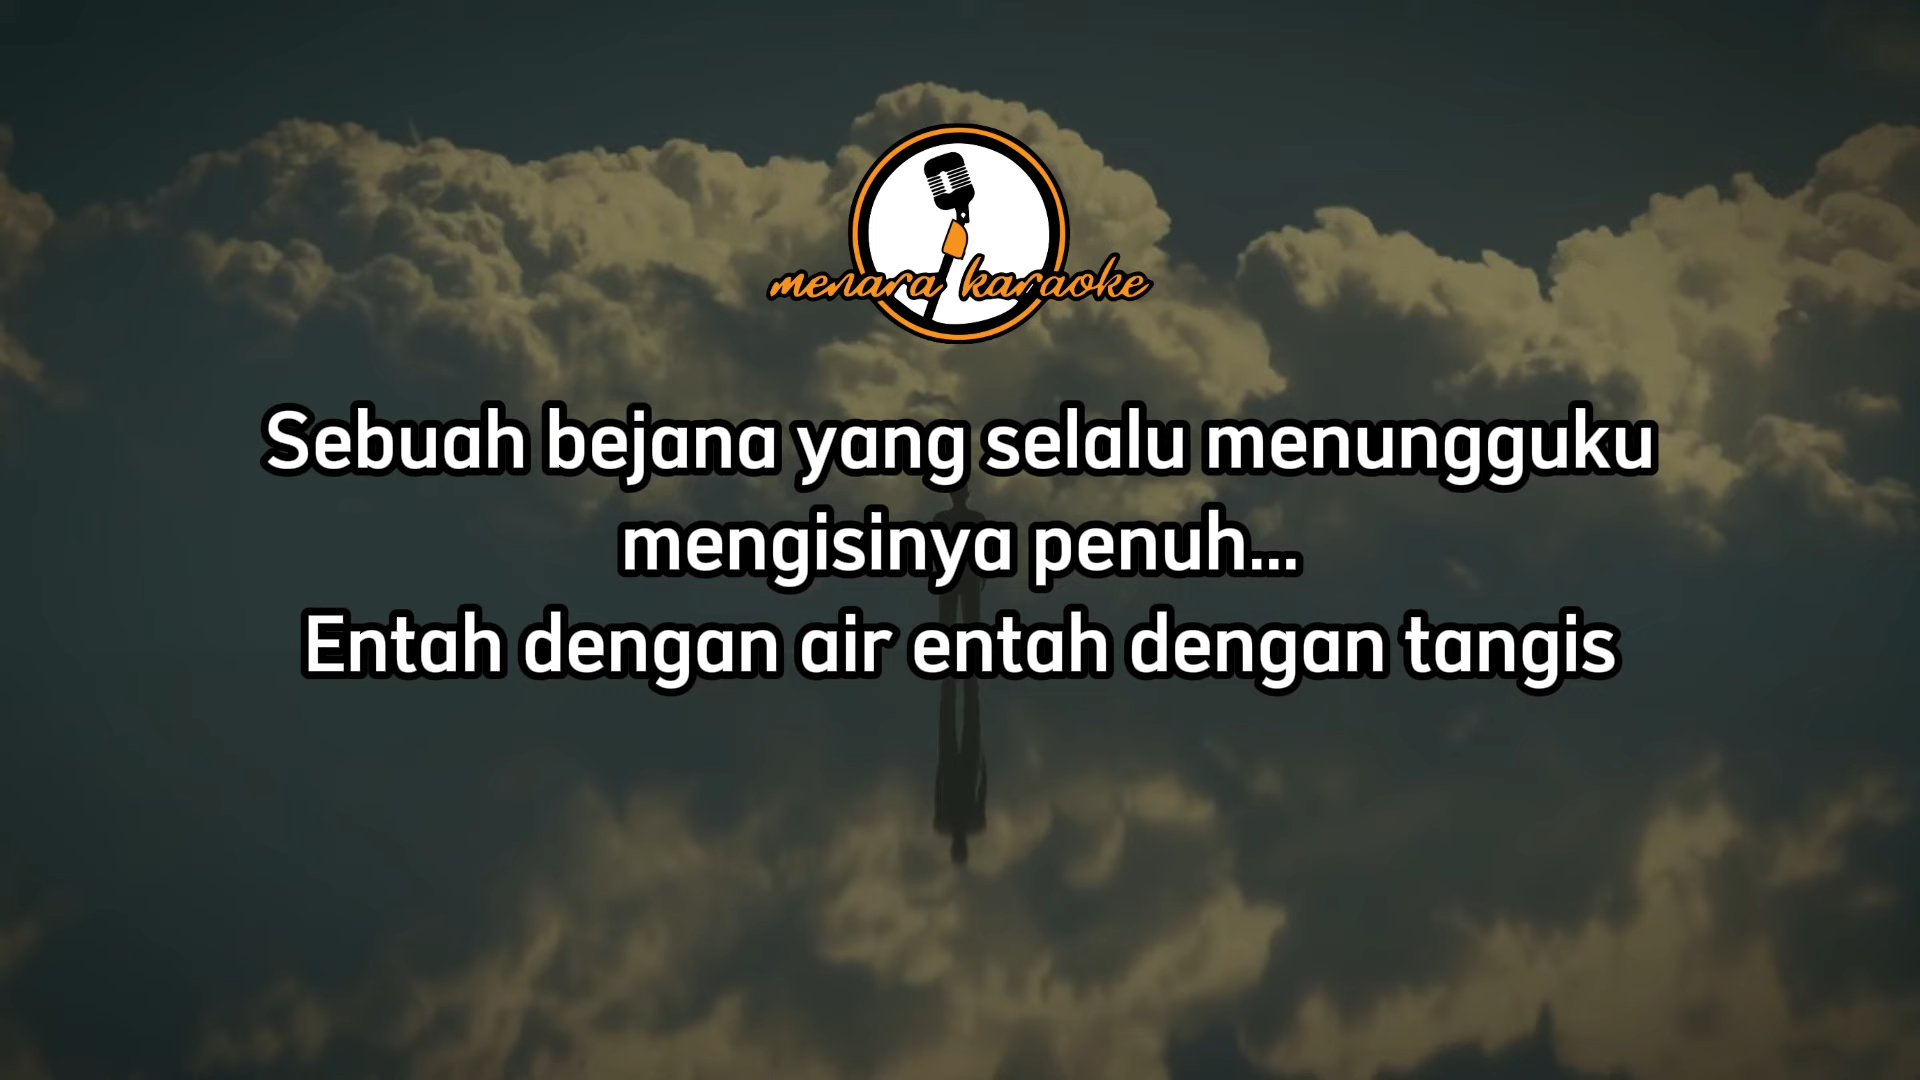 menara karaoke
Sebuah bejana yang selalu menungguku
mengisinya penuh...
Entah dengan air entah dengan tangis